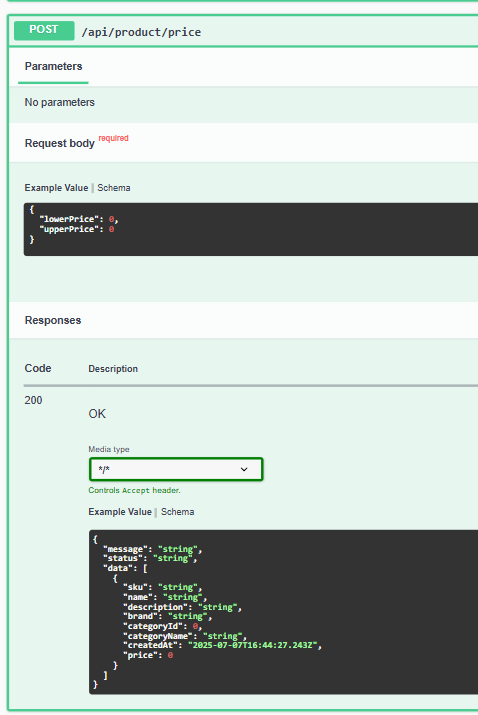 POST /api/product/price
Parameters
No parameters
Request body required
Example Value | Schema
{
  "lowerPrice": 0,
  "upperPrice": 0
}
Responses
Code Description
200
OK
Media type
*/*
Controls Accept header.
Example Value | Schema
{
  "message": "string",
  "status": "string",
  "data": [
    {
      "sku": "string",
      "name": "string",
      "description": "string",
      "brand": "string",
      "categoryId": 0,
      "categoryName": "string",
      "createdAt": "2025-07-07T16:44:27.243Z",
      "price": 0
    }
  ]
}